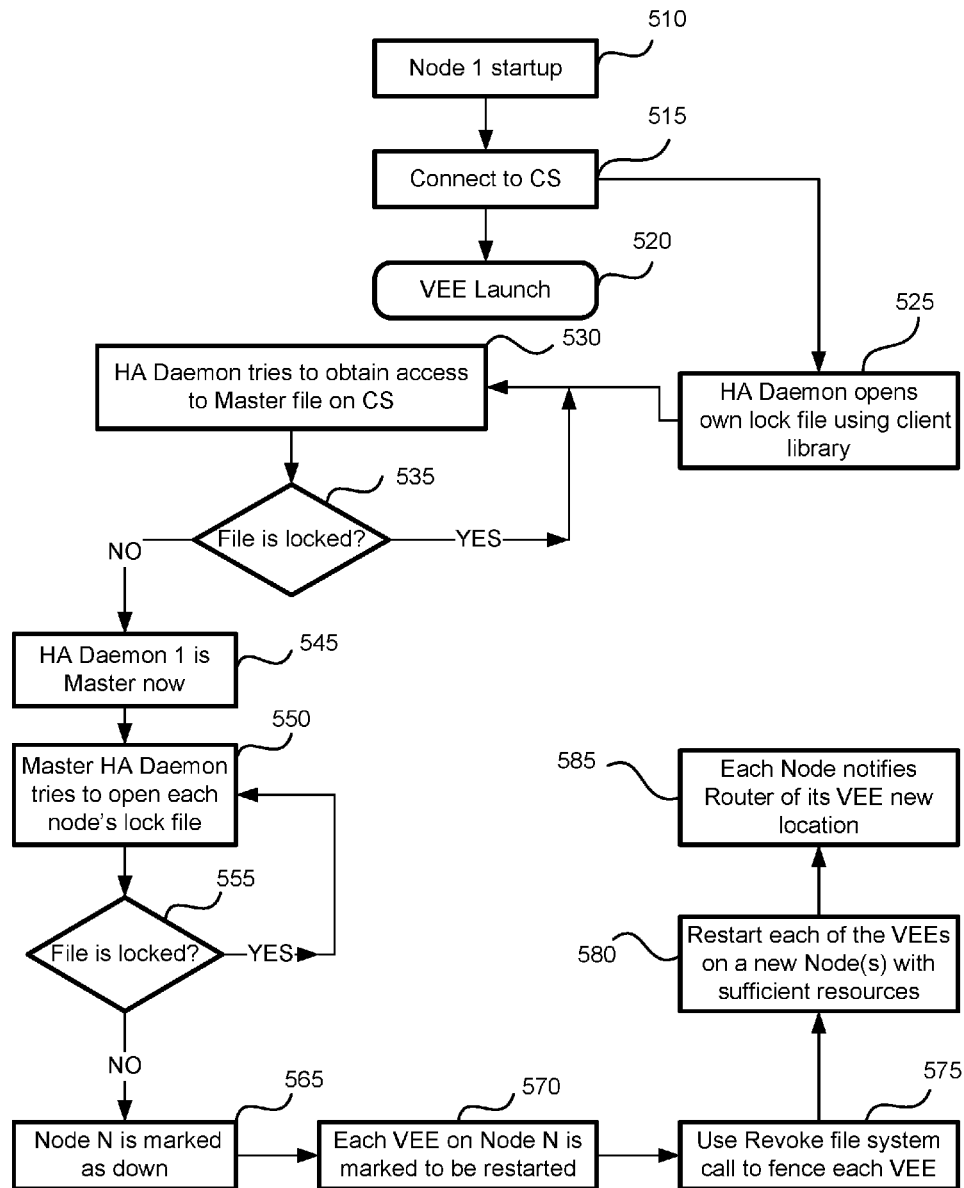 510
Node 1 startup
515
Connect to CS
520
VEE Launch
525
530
HA Daemon tries to obtain access
to Master file on CS
HA Daemon opens
own lock file using client
library
535
File is locked?
YES
NO
545
HA Daemon 1 is
Master now
550
Master HA Daemon
tries to open each
node's lock file
585
Each Node notifies
Router of its VEE new
location
555
File is locked?
YES
580
Restart each of the VEEs
on a new Node(s) with
sufficient resources
NO
565
Node N is marked
as down
570
Each VEE on Node N is
marked to be restarted
575
Use Revoke file system
call to fence each VEE